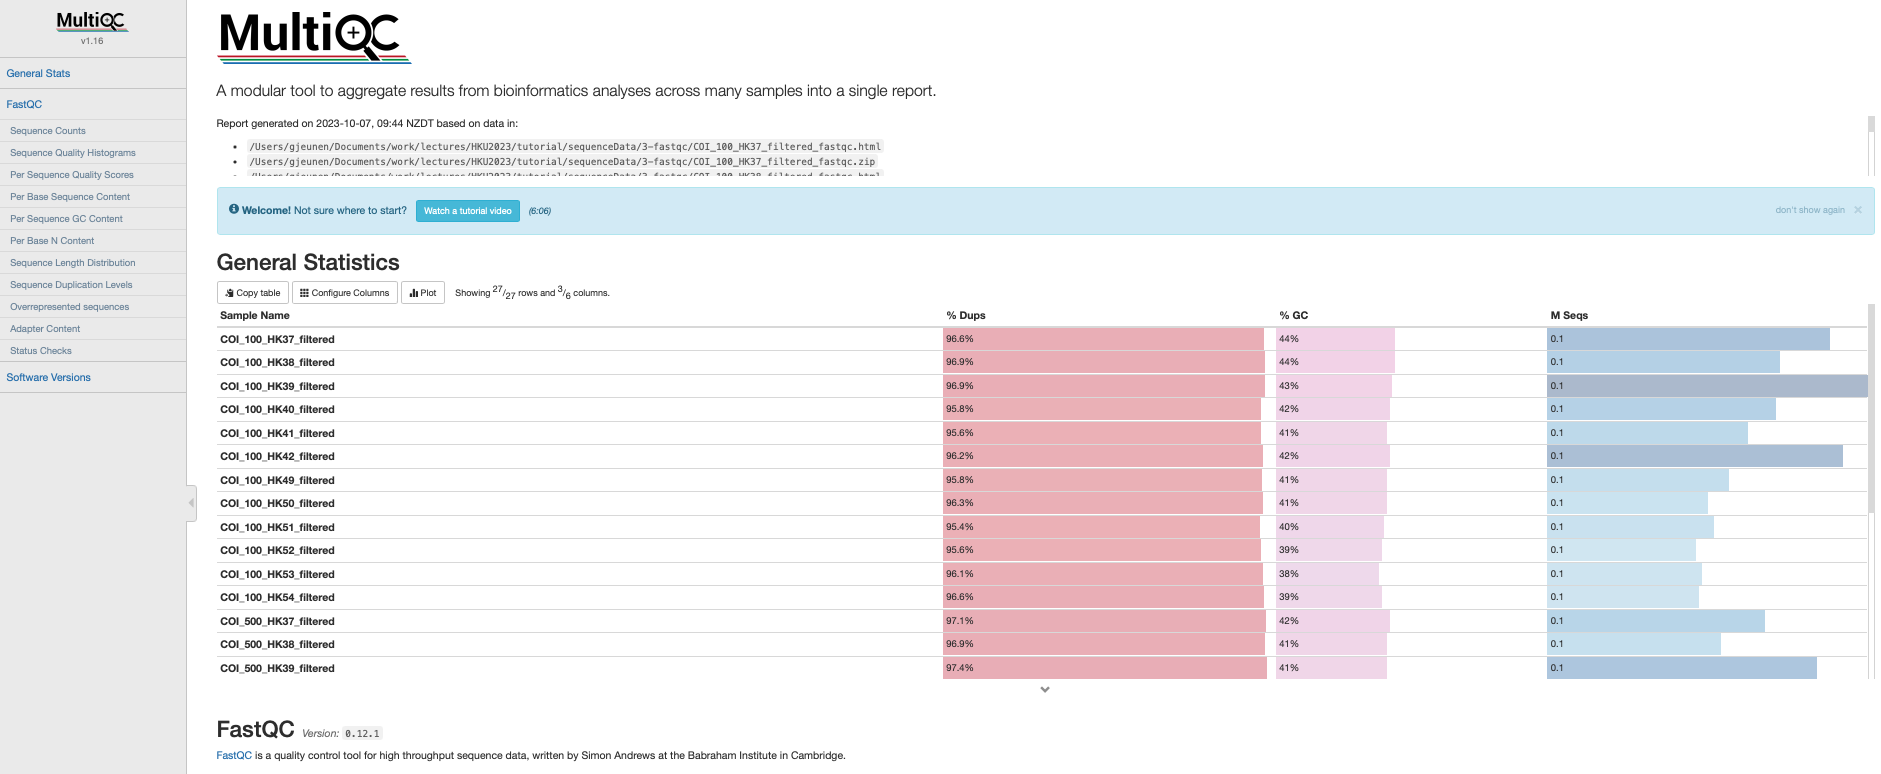 MultiQC
v1.16
General Stats
FastQC
Sequence Counts
Sequence Quality Histograms
Per Sequence Quality Scores
Per Base Sequence Content
Per Sequence GC Content
Per Base N Content
Sequence Length Distribution
Sequence Duplication Levels
Overrepresented sequences
Adapter Content
Status Checks
Software Versions
MultiQC
A modular tool to aggregate results from bioinformatics analyses across many samples into a single report.
Report generated on 2023-10-07, 09:44 NZDT based on data in:
/Users/gjeunen/Documents/work/lectures/HKU2023/tutorial/sequenceData/3-fastqc/COI_100_HK37_filtered_fastqc.html
/Users/gjeunen/Documents/work/lectures/HKU2023/tutorial/sequenceData/3-fastqc/COI_100_HK37_filtered_fastqc.zip
/Users/gjeunen/Documents/work/lectures/HKU2023/tutorial/sequenceData/3-fastqc/COI_100_HK38_filtered_fastqc.html
Welcome! Not sure where to start? Watch a tutorial video (6:06) don't show again ×
General Statistics
Copy table Configure Columns Plot Showing 27/27 rows and 3/6 columns.
Sample Name % Dups % GC M Seqs
COI_100_HK37_filtered 96.6% 44% 0.1
COI_100_HK38_filtered 96.9% 44% 0.1
COI_100_HK39_filtered 96.9% 43% 0.1
COI_100_HK40_filtered 95.8% 42% 0.1
COI_100_HK41_filtered 95.6% 41% 0.1
COI_100_HK42_filtered 96.2% 42% 0.1
COI_100_HK49_filtered 95.8% 41% 0.1
COI_100_HK50_filtered 96.3% 41% 0.1
COI_100_HK51_filtered 95.4% 40% 0.1
COI_100_HK52_filtered 95.6% 39% 0.1
COI_100_HK53_filtered 96.1% 38% 0.1
COI_100_HK54_filtered 96.6% 39% 0.1
COI_500_HK37_filtered 97.1% 42% 0.1
COI_500_HK38_filtered 96.9% 41% 0.1
COI_500_HK39_filtered 97.4% 41% 0.1
FastQC Version: 0.12.1
FastQC is a quality control tool for high throughput sequence data, written by Simon Andrews at the Babraham Institute in Cambridge.